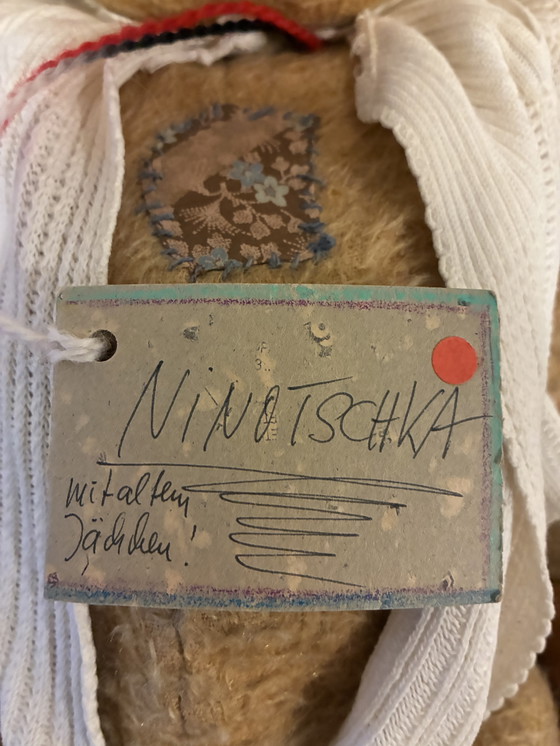 NINOTSCHKA
mit altem
Jäckchen!